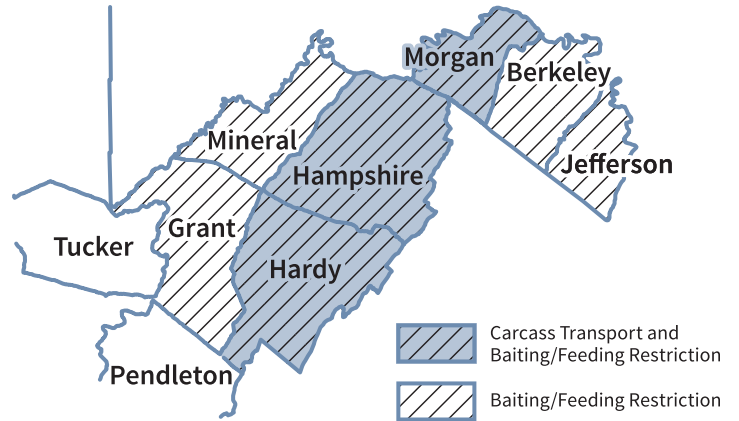 Morgan
Berkeley
Mineral
Jefferson
Hampshire
Grant
Tucker
Hardy
Carcass Transport and
Baiting/Feeding Restriction
Pendleton
Baiting/Feeding Restriction